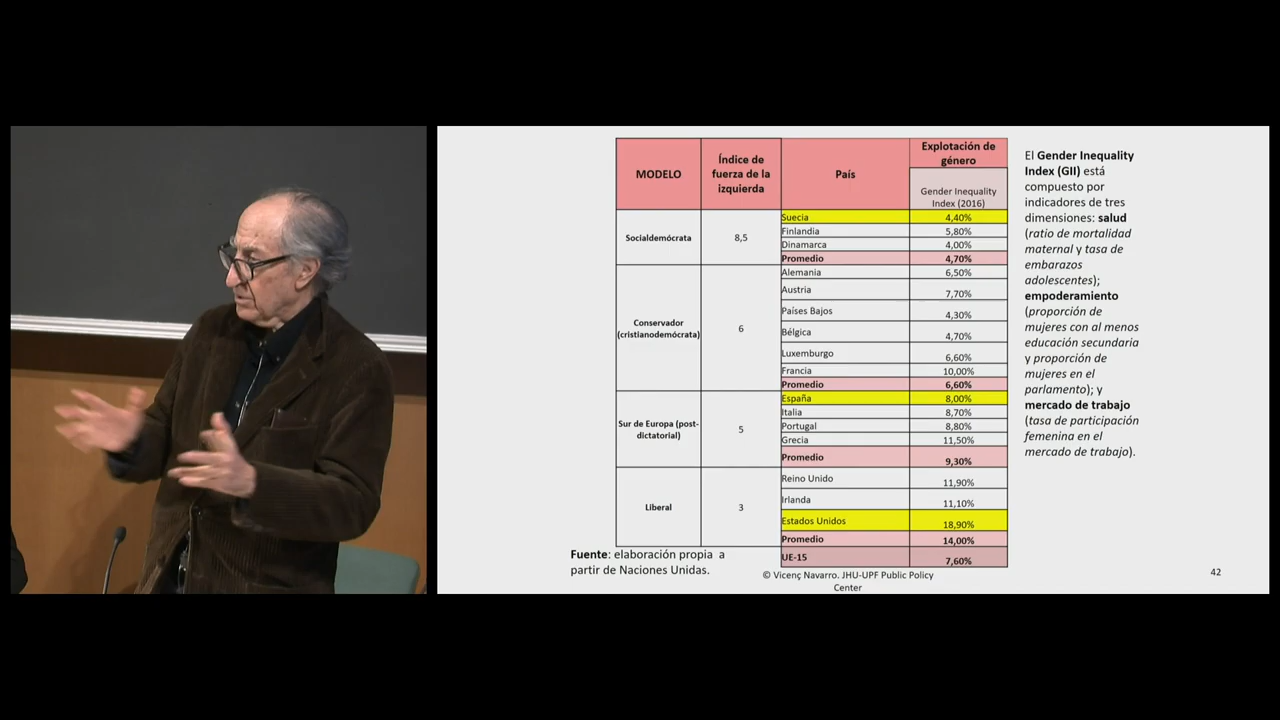 MODELO
Índice de
fuerza de la
izquierda
País
Explotación de
género
Gender Inequality
Index (2016)
Socialdemócrata
8,5
Suecia 4,40%
Finlandia 5,80%
Dinamarca 4,00%
Promedio 4,70%
Conservador
(cristianodemócrata)
6
Alemania 6,50%
Austria 7,70%
Países Bajos 4,30%
Bélgica 4,70%
Luxemburgo 6,60%
Francia 10,00%
Promedio 6,60%
Sur de Europa (post-
dictatorial)
5
España 8,00%
Italia 8,70%
Portugal 8,80%
Grecia 11,50%
Promedio 9,30%
Liberal
3
Reino Unido 11,90%
Irlanda 11,10%
Estados Unidos 18,90%
Promedio 14,00%
UE-15 7,60%
El Gender Inequality
Index (GII) está
compuesto por
indicadores de tres
dimensiones: salud
(ratio de mortalidad
maternal y tasa de
embarazos
adolescentes);
empoderamiento
(proporción de
mujeres con al menos
educación secundaria
y proporción de
mujeres en el
parlamento); y
mercado de trabajo
(tasa de participación
femenina en el
mercado de trabajo).
Fuente: elaboración propia a
partir de Naciones Unidas.
© Vicenç Navarro. JHU-UPF Public Policy
Center
42